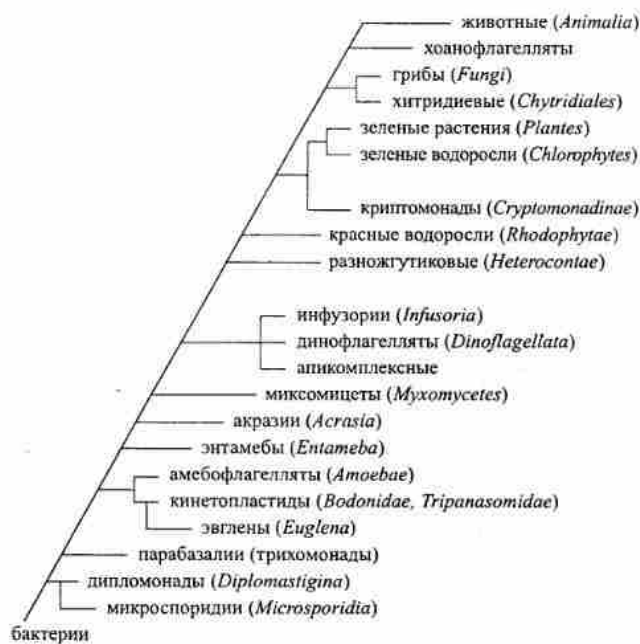 животные (Animalia)
хоанофлагелляты
грибы (Fungi)
хитридиевые (Chytridiales)
зеленые растения (Plantes)
зеленые водоросли (Chlorophytes)
криптомонады (Cryptomonadinae)
красные водоросли (Rhodophytae)
разножгутиковые (Heterocontae)
инфузории (Infusoria)
динофлагелляты (Dinoflagellata)
апикомплексные
миксомицеты (Myxomycetes)
акразии (Acrasia)
энтамебы (Entameba)
амебофлагелляты (Amoebae)
кинетопластиды (Bodonidae, Tripanasomidae)
эвглены (Euglena)
парабазалии (трихомонады)
дипломонады (Diplomastigina)
микроспоридии (Microsporidia)
бактерии